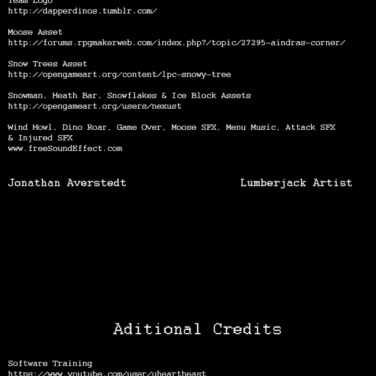 Team Logo
http://dapperdinos.tumblr.com/
Moose Asset
http://forums.rpgmakerweb.com/index.php?/topic/27295-aindras-corner/
Snow Trees Asset
http://opengameart.org/content/lpc-snowy-tree
Snowman, Heath Bar, Snowflakes & Ice Block Assets
http://opengameart.org/users/nexust
Wind Howl, Dino Roar, Game Over, Moose SFX, Menu Music, Attack SFX
& Injured SFX
www.freeSoundEffect.com
Jonathan Averstedt Lumberjack Artist
Aditional Credits
Software Training
https://www.youtube.com/user/uheartbeast